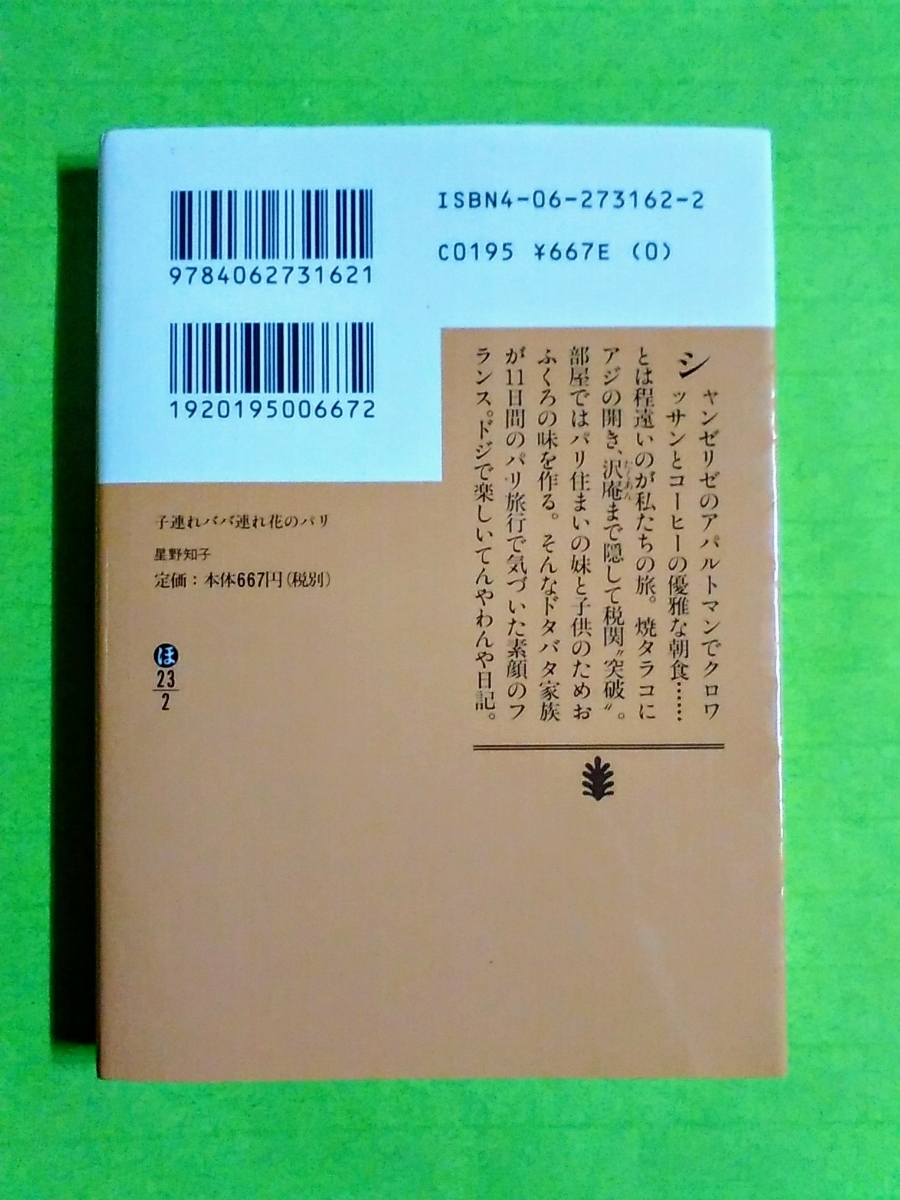 ISBN4-06-273162-2
C0195 ¥667E (0)
9784062731621
1920195006672
シャンゼリゼのアパルトマンでクロワ
ッサンとコーヒーの優雅な朝食……
とは程遠いのが私たちの旅。焼タラコに
アジの開き、沢庵まで隠して税関〝突破〟。
たくあん
部屋ではパリ住まいの妹と子供のためお
ふくろの味を作る。そんなドタバタ家族
が11日間のパリ旅行で気づいた素顔のフ
ランス。ドジで楽しいてんやわんや日記。
子連れババ連れ花のパリ
星野知子
定価：本体667円(税別)
ほ
23
2